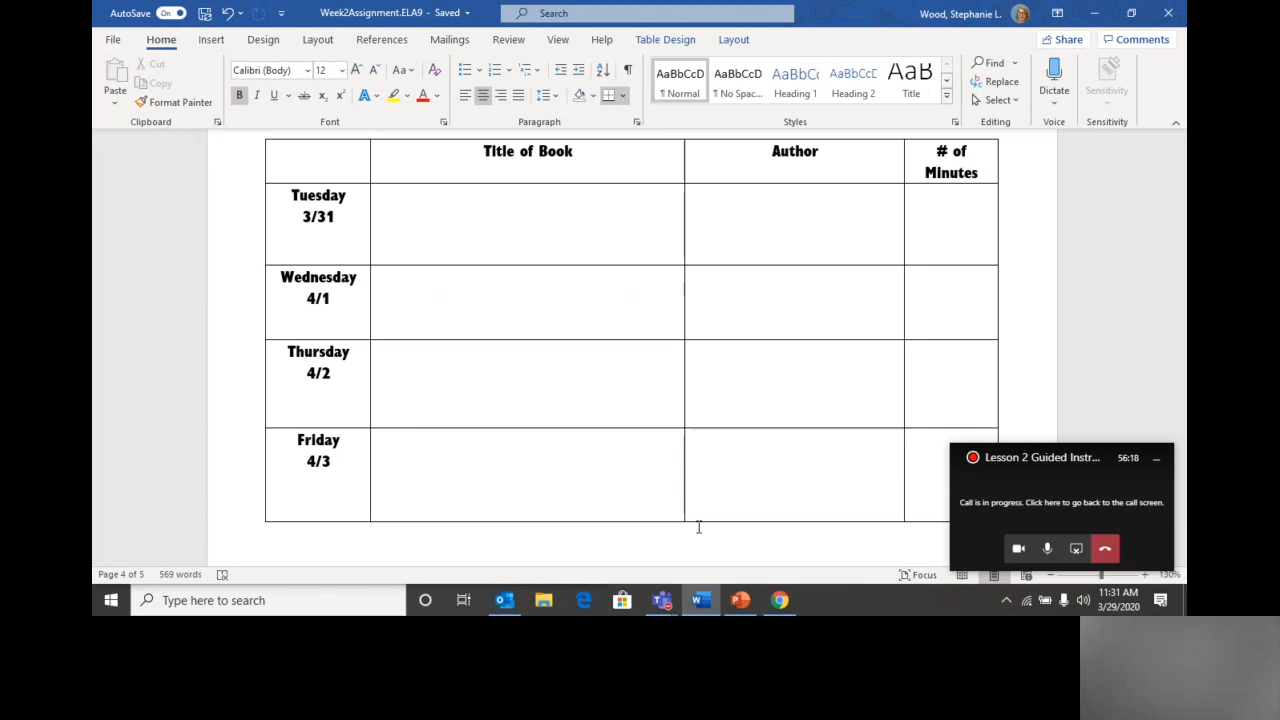 AutoSave On Week2Assignment.ELA9 - Saved Search Wood, Stephanie L.
File Home Insert Design Layout References Mailings Review View Help Table Design Layout Share Comments
Paste Cut Copy Format Painter
Calibri (Body) 12
AaBbCcD AaBbCcD AaBbCc AaBbCcD AaB
¶ Normal ¶ No Spac... Heading 1 Heading 2 Title
Find Replace Select Dictate Sensitivity
Clipboard Font Paragraph Styles Editing Voice Sensitivity
Title of Book Author # of
Minutes
Tuesday
3/31
Wednesday
4/1
Thursday
4/2
Friday
4/3
Lesson 2 Guided Instr... 56:18
Call is in progress. Click here to go back to the call screen.
Page 4 of 5 569 words Focus 130%
Type here to search 11:31 AM
3/29/2020